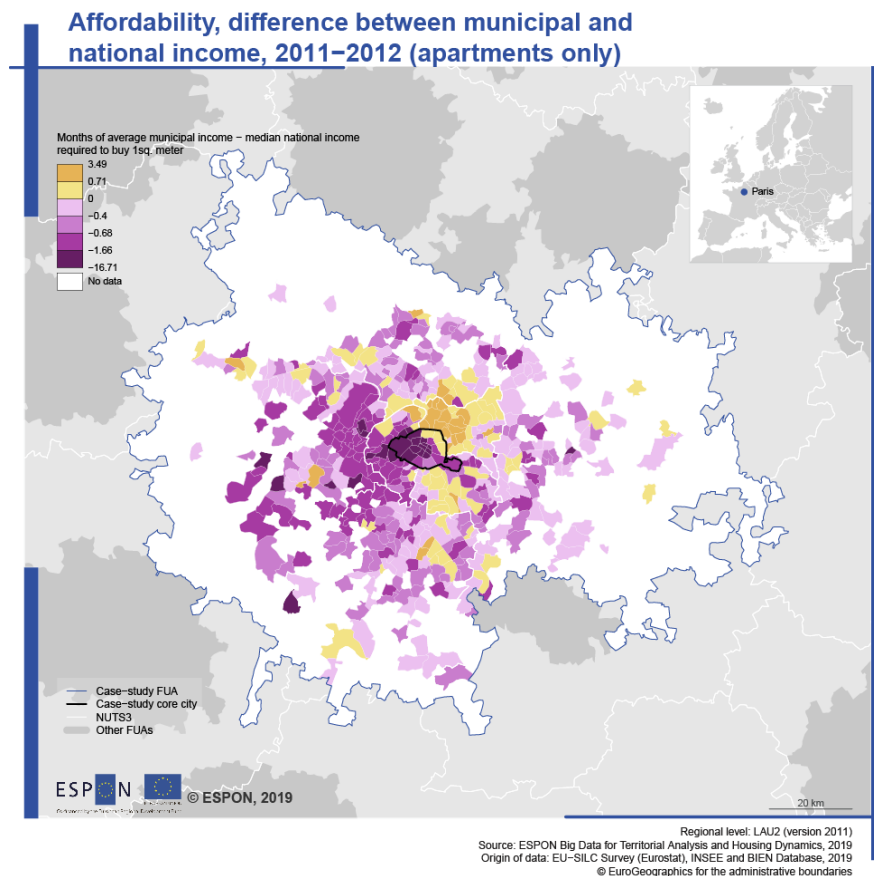 Affordability, difference between municipal and
national income, 2011−2012 (apartments only)
Months of average municipal income − median national income
required to buy 1sq. meter
3.49
0.71
0
−0.4
−0.68
−1.66
−16.71
No data
Paris
Case−study FUA
Case−study core city
NUTS3
Other FUAs
ESPON
© ESPON, 2019
20 km
Regional level: LAU2 (version 2011)
Source: ESPON Big Data for Territorial Analysis and Housing Dynamics, 2019
Origin of data: EU−SILC Survey (Eurostat), INSEE and BIEN Database, 2019
© EuroGeographics for the administrative boundaries